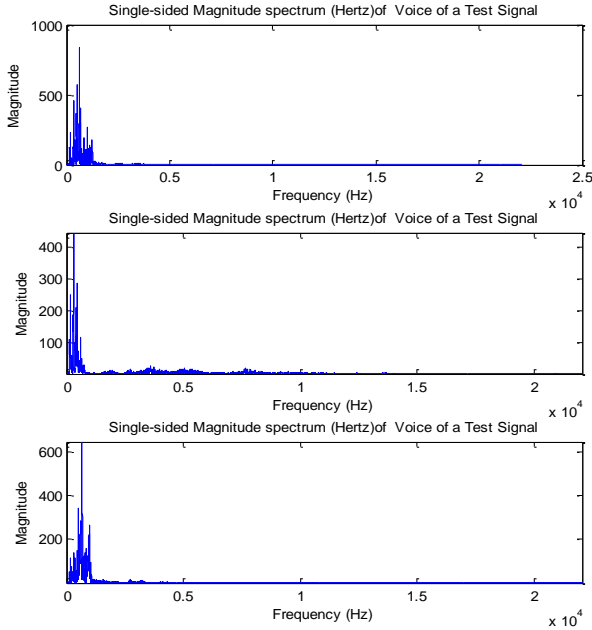 Single-sided Magnitude spectrum (Hertz)of  Voice of a Test Signal
1000
500
0
Magnitude
0 0.5 1 1.5 2 2.5
Frequency (Hz)
x 10^4
Single-sided Magnitude spectrum (Hertz)of  Voice of a Test Signal
400
300
200
100
Magnitude
0 0.5 1 1.5 2
Frequency (Hz)
x 10^4
Single-sided Magnitude spectrum (Hertz)of  Voice of a Test Signal
600
400
200
Magnitude
0 0.5 1 1.5 2
Frequency (Hz)
x 10^4